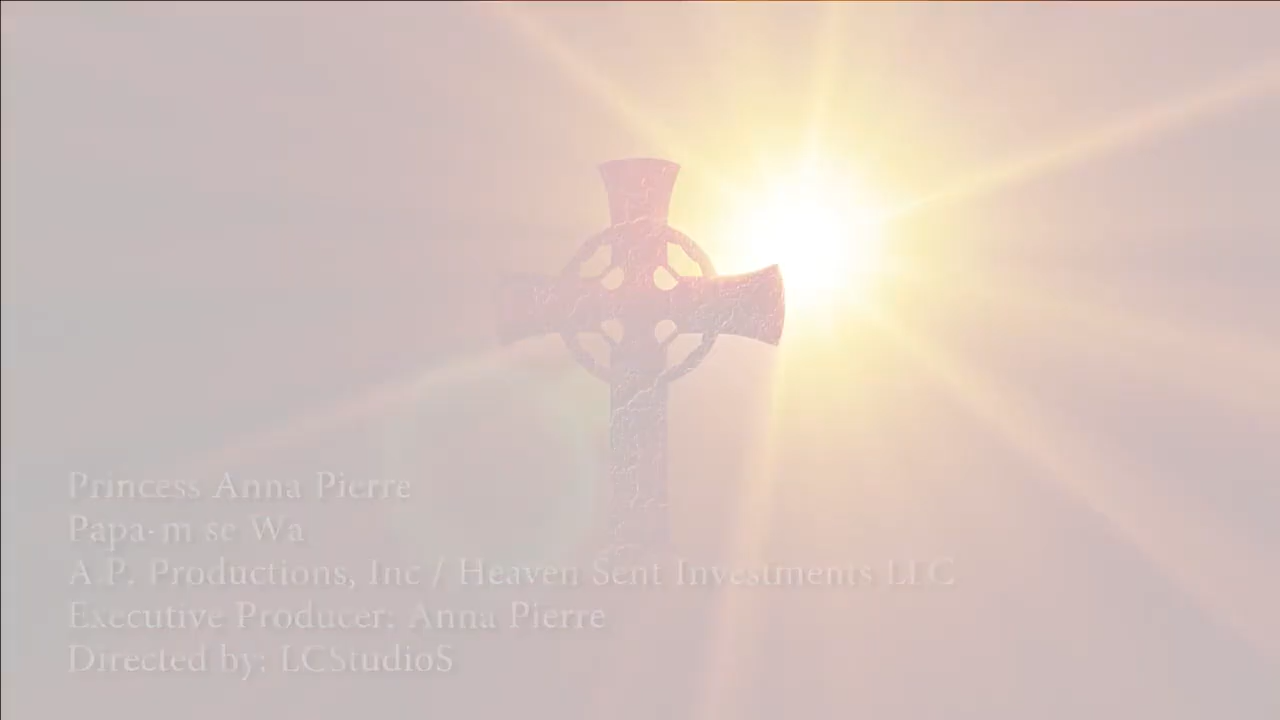 Princess Anna Pierre
Papa-m se Wa
A.P. Productions, Inc / Heaven Sent Investments LLC
Executive Producer: Anna Pierre
Directed by: LCStudioS